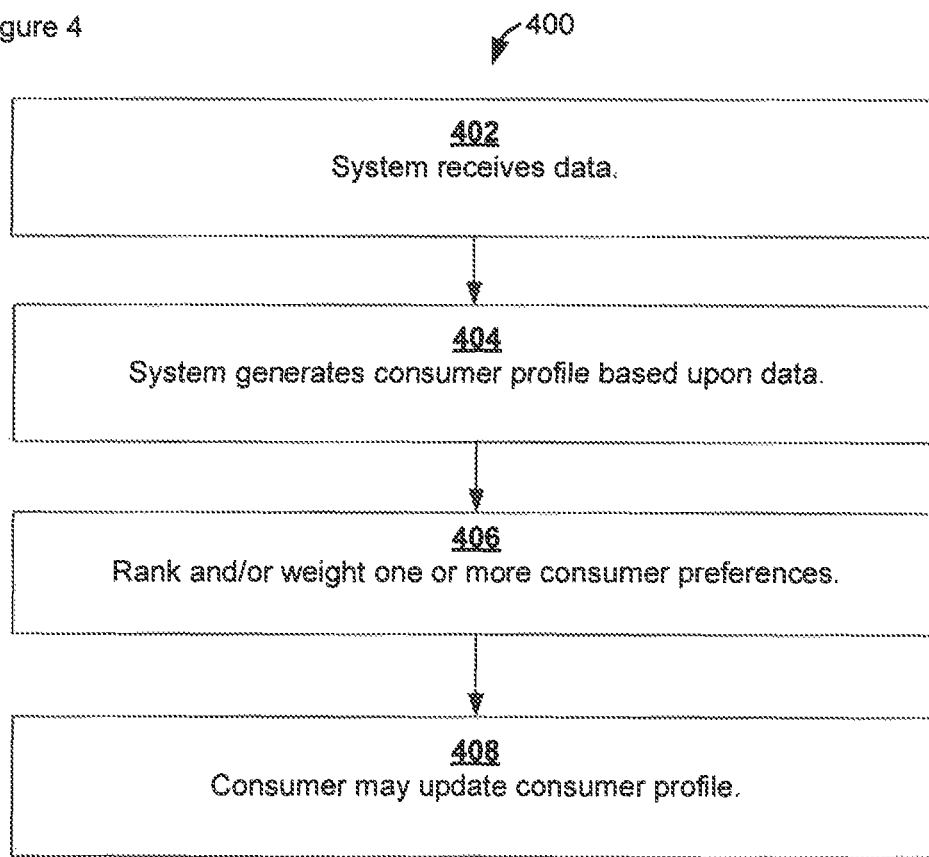 gure 4
400
402
System receives data.
404
System generates consumer profile based upon data.
406
Rank and/or weight one or more consumer preferences.
408
Consumer may update consumer profile.